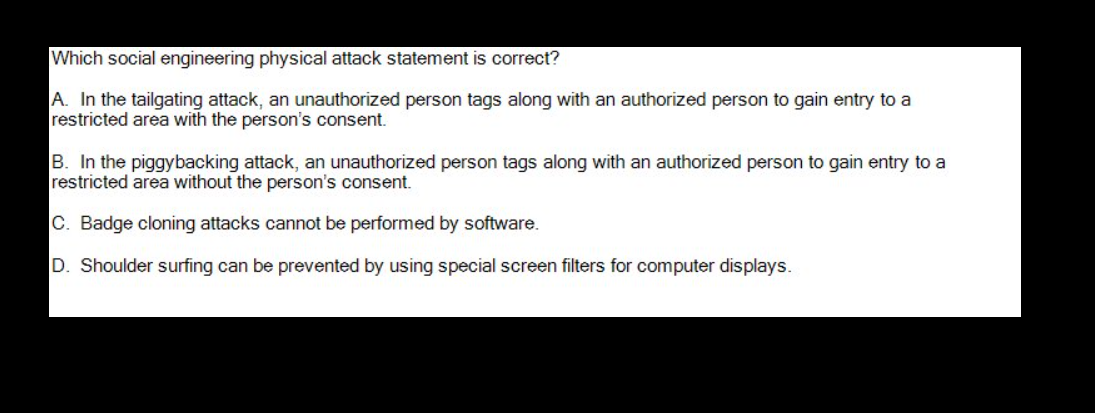 Which social engineering physical attack statement is correct?
A. In the tailgating attack, an unauthorized person tags along with an authorized person to gain entry to a
restricted area with the person's consent.
B. In the piggybacking attack, an unauthorized person tags along with an authorized person to gain entry to a
restricted area without the person's consent.
C. Badge cloning attacks cannot be performed by software.
D. Shoulder surfing can be prevented by using special screen filters for computer displays.